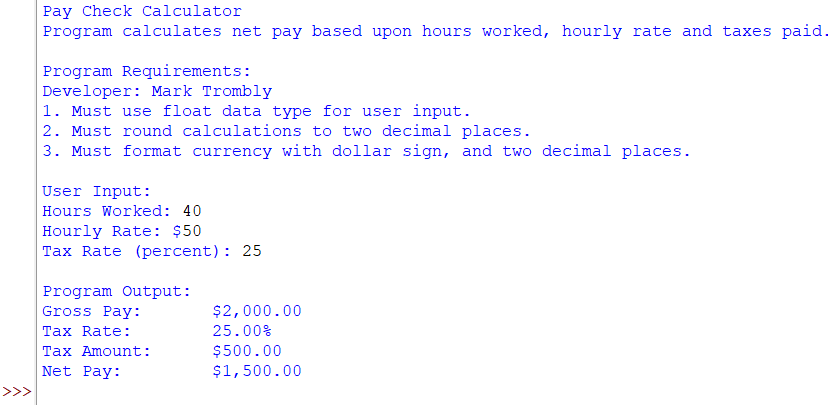 Pay Check Calculator
Program calculates net pay based upon hours worked, hourly rate and taxes paid.
Program Requirements:
Developer: Mark Trombly
1. Must use float data type for user input.
2. Must round calculations to two decimal places.
3. Must format currency with dollar sign, and two decimal places.
User Input:
Hours Worked: 40
Hourly Rate: $50
Tax Rate (percent): 25
Program Output:
Gross Pay: $2,000.00
Tax Rate: 25.00%
Tax Amount: $500.00
Net Pay: $1,500.00
>>>